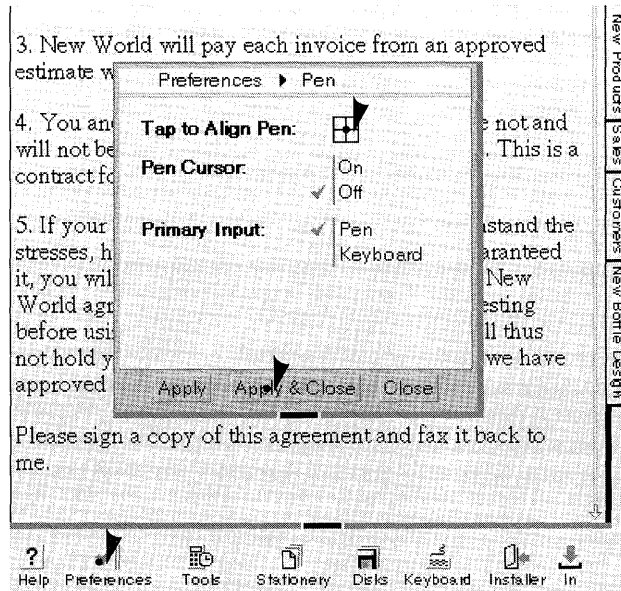 3. New World will pay each invoice from an approved
estimate w
Preferences ▶ Pen
4. You an
e not and
Tap to Align Pen:
will not be
. This is a
Pen Cursor:
On
contract fo
✓ Off
5. If your
Primary Input:
✓ Pen
stand the
stresses, h
Keyboard
aranteed
it, you wil
New
World agr
esting
before usi
ll thus
not hold y
we have
approved
Apply
Apply & Close
Close
Please sign a copy of this agreement and fax it back to
me.
New Products
Sales
Customers
New Bottle Design
? Help
Preferences
Tools
Stationery
Disks
Keyboard
Installer
In